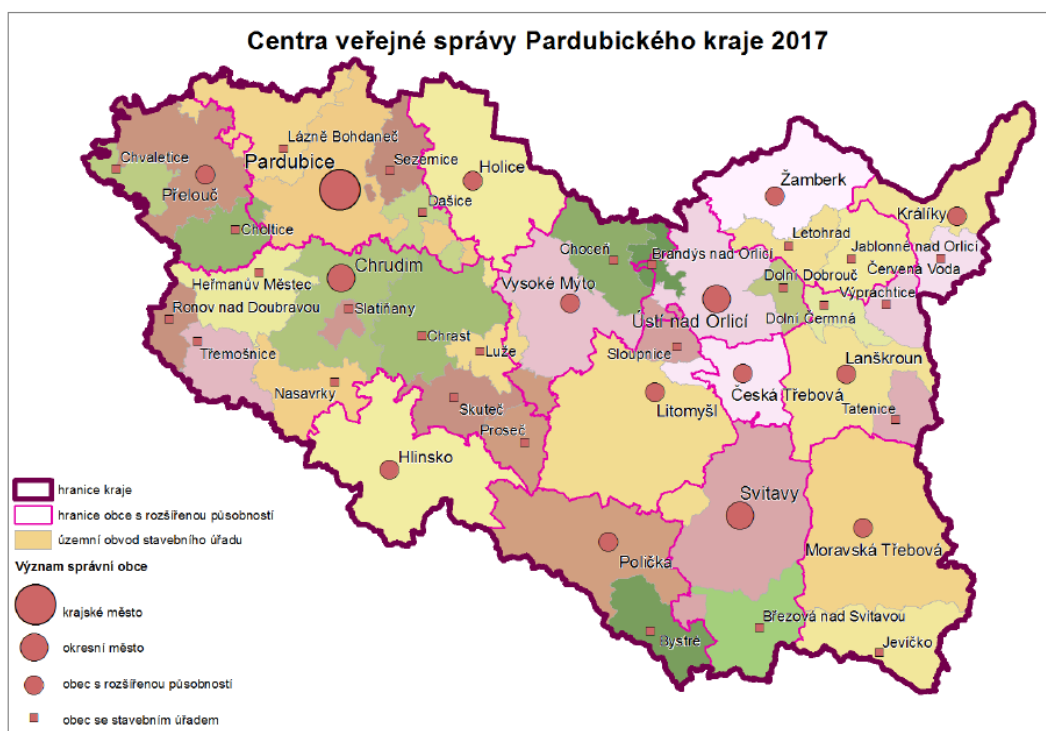 Centra veřejné správy Pardubického kraje 2017
Lázně Bohdaneč
Chvaletice
Pardubice
Sezemice
Holice
Přelouč
Dašice
Choltice
Žamberk
Králíky
Letohrad
Jablonné nad Orlicí
Choceň
Brandýs nad Orlicí
Červená Voda
Chrudim
Heřmanův Městec
Vysoké Mýto
Dolní Dobrouč
Výprachtice
Ronov nad Doubravou
Slatiňany
Ústí nad Orlicí
Dolní Čermná
Třemošnice
Chrast
Luže
Sloupnice
Lanškroun
Nasavrky
Česká Třebová
Skuteč
Litomyšl
Tatenice
Proseč
Hlinsko
Svitavy
Polička
Moravská Třebová
Březová nad Svitavou
Bystré
Jevíčko
hranice kraje
hranice obce s rozšířenou působností
územní obvod stavebního úřadu
Význam správní obce
krajské město
okresní město
obec s rozšířenou působností
obec se stavebním úřadem